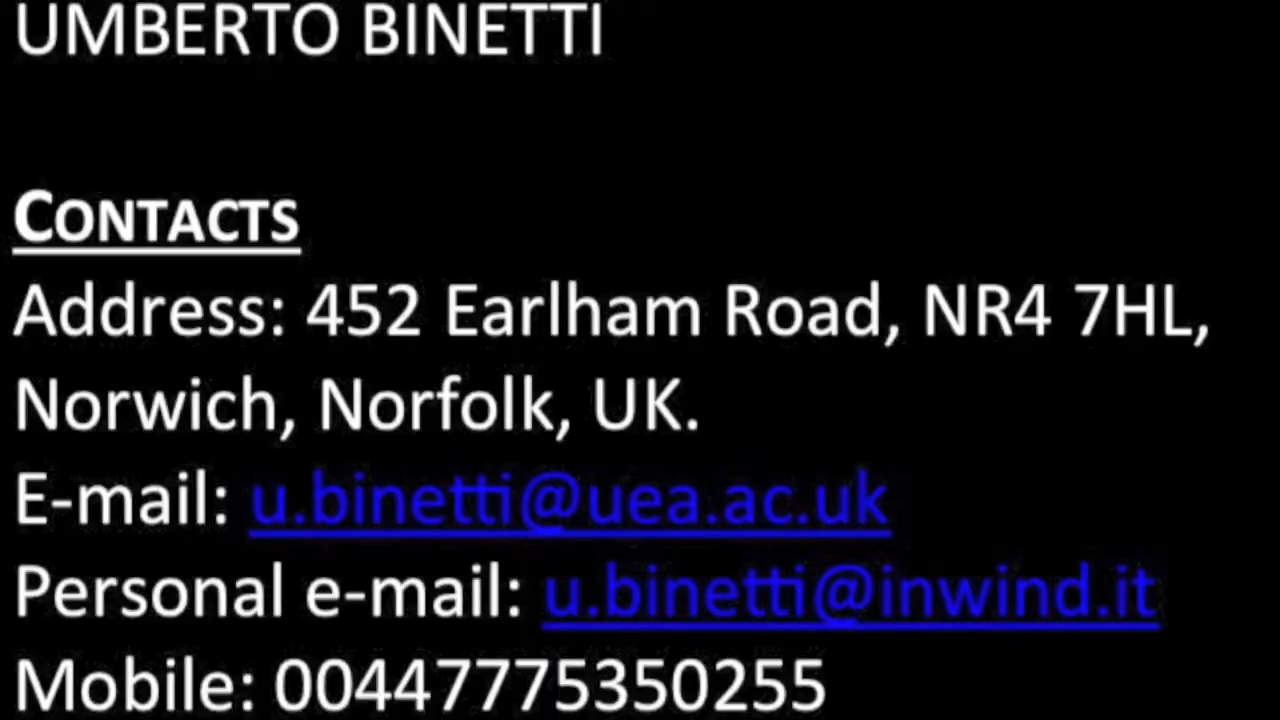 UMBERTO BINETTI
CONTACTS
Address: 452 Earlham Road, NR4 7HL,
Norwich, Norfolk, UK.
E-mail: u.binetti@uea.ac.uk
Personal e-mail: u.binetti@inwind.it
Mobile: 00447775350255